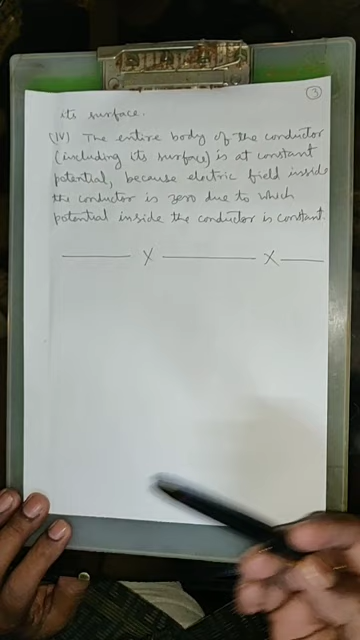 3
its surface.
(IV) The entire body of the conductor
(including its surface) is at constant
potential, because electric field inside
the conductor is zero due to which
potential inside the conductor is constant.
X X